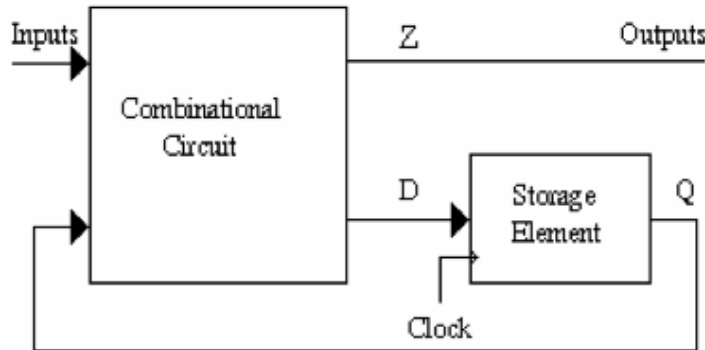 Inputs
Z
Outputs
Combinational
Circuit
D
Storage
Element
Q
Clock